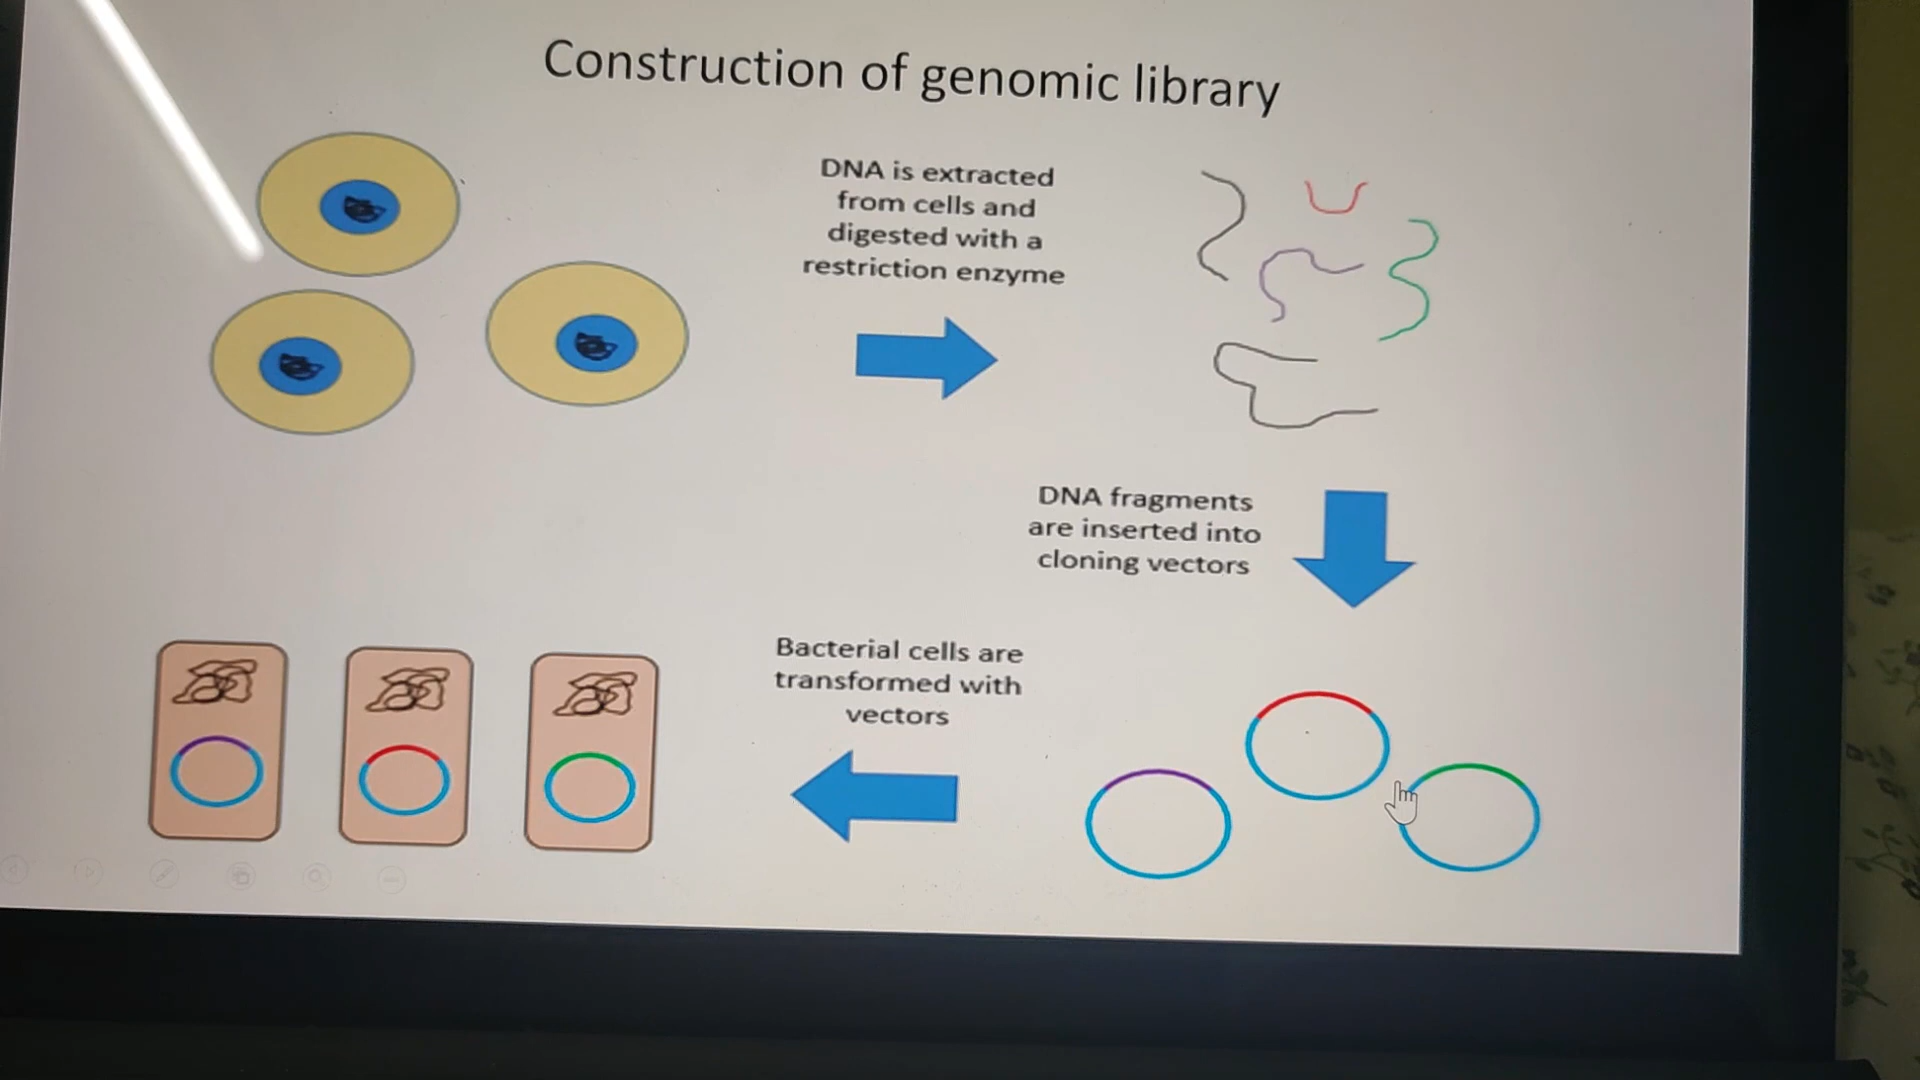 Construction of genomic library
DNA is extracted
from cells and
digested with a
restriction enzyme
DNA fragments
are inserted into
cloning vectors
Bacterial cells are
transformed with
vectors